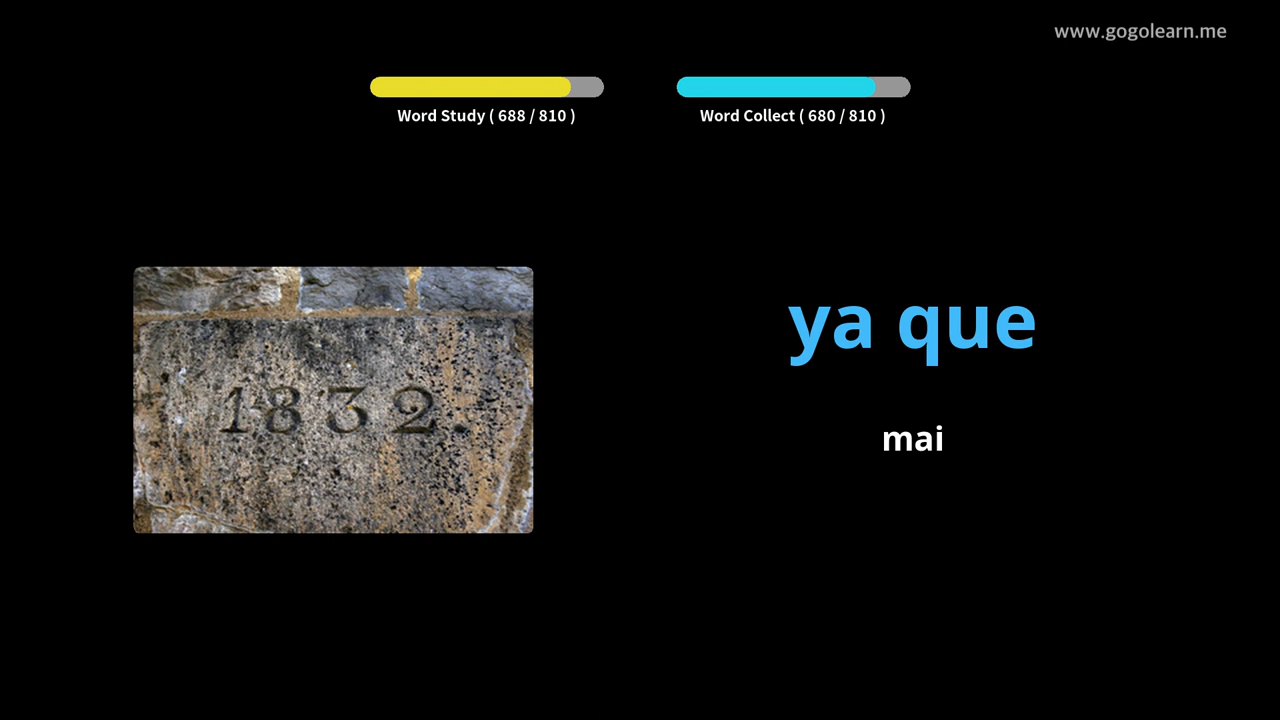 www.gogolearn.me
Word Study ( 688 / 810 )
Word Collect ( 680 / 810 )
1832.
ya que
mai